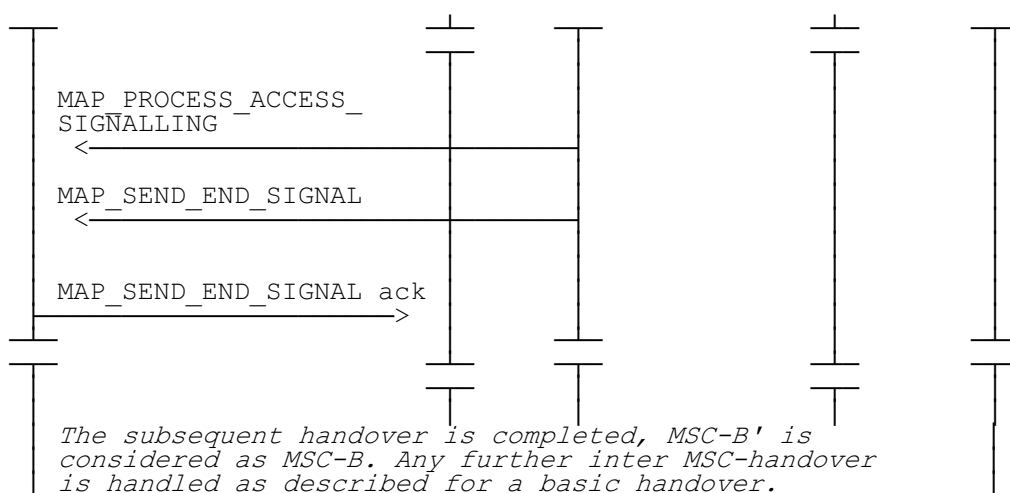 MAP_PROCESS_ACCESS_
SIGNALLING
MAP_SEND_END_SIGNAL
MAP_SEND_END_SIGNAL ack
The subsequent handover is completed, MSC-B' is
considered as MSC-B. Any further inter MSC-handover
is handled as described for a basic handover.